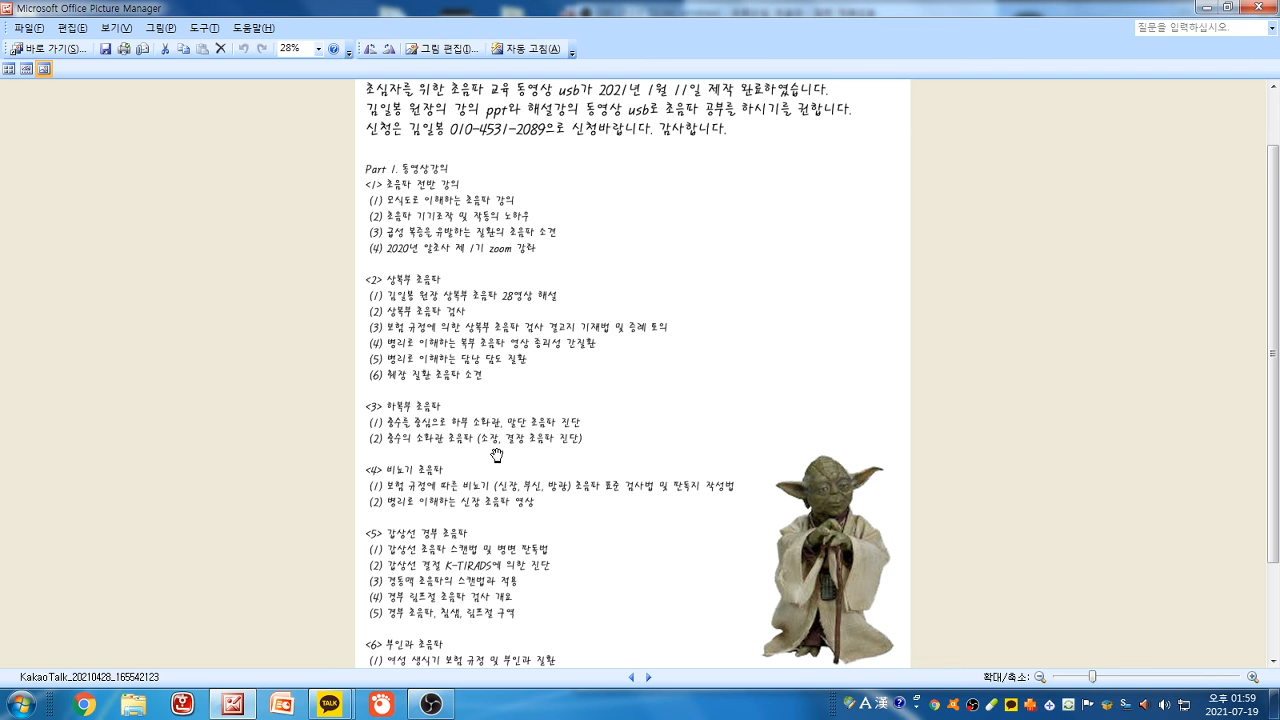 Microsoft Office Picture Manager
파일(F) 편집(E) 보기(V) 그림(P) 도구(T) 도움말(H)
질문을 입력하십시오.
바로 가기(S)... 28% 그림 편집(I)... 자동 고침(A)
초심자를 위한 초음파 교육 동영상 usb가 2021년 1월 11일 제작 완료하였습니다.
김일봉 원장의 강의 ppt와 해설강의 동영상 usb로 초음파 공부를 하시기를 권합니다.
신청은 김일봉 010-4531-2089으로 신청바랍니다. 감사합니다.
Part 1. 동영상강의
<1> 초음파 전반 강의
(1) 모식도로 이해하는 초음파 강의
(2) 초음파 기기조작 및 작동의 노하우
(3) 급성 복증을 유발하는 질환의 초음파 소견
(4) 2020년 알초사 제 1기 zoom 강좌
<2> 상복부 초음파
(1) 김일봉 원장 상복부 초음파 28영상 해설
(2) 상복부 초음파 검사
(3) 보험 규정에 의한 상복부 초음파 검사 결고지 기재법 및 증례 토의
(4) 병리로 이해하는 복부 초음파 영상 종괴성 간질환
(5) 병리로 이해하는 담낭 담도 질환
(6) 췌장 질환 초음파 소견
<3> 하복부 초음파
(1) 충수를 중심으로 하부 소화관, 말단 초음파 진단
(2) 충수의 소화관 초음파 (소장, 결장 초음파 진단)
<4> 비뇨기 초음파
(1) 보험 규정에 따른 비뇨기 (신장, 부신, 방광) 초음파 표준 검사법 및 판독지 작성법
(2) 병리로 이해하는 신장 초음파 영상
<5> 갑상선 경부 초음파
(1) 갑상선 초음파 스캔법 및 병변 판독법
(2) 갑상선 결절 K-TIRADS에 의한 진단
(3) 경동맥 초음파의 스캔법과 적용
(4) 경부 림프절 초음파 검사 개요
(5) 경부 초음파, 침샘, 림프절 구역
<6> 부인과 초음파
(1) 여성 생식기 보험 규정 및 부인과 질환
KakaoTalk_20210428_165542123
확대/축소:
TALK
A 漢
오후 01:59
2021-07-19